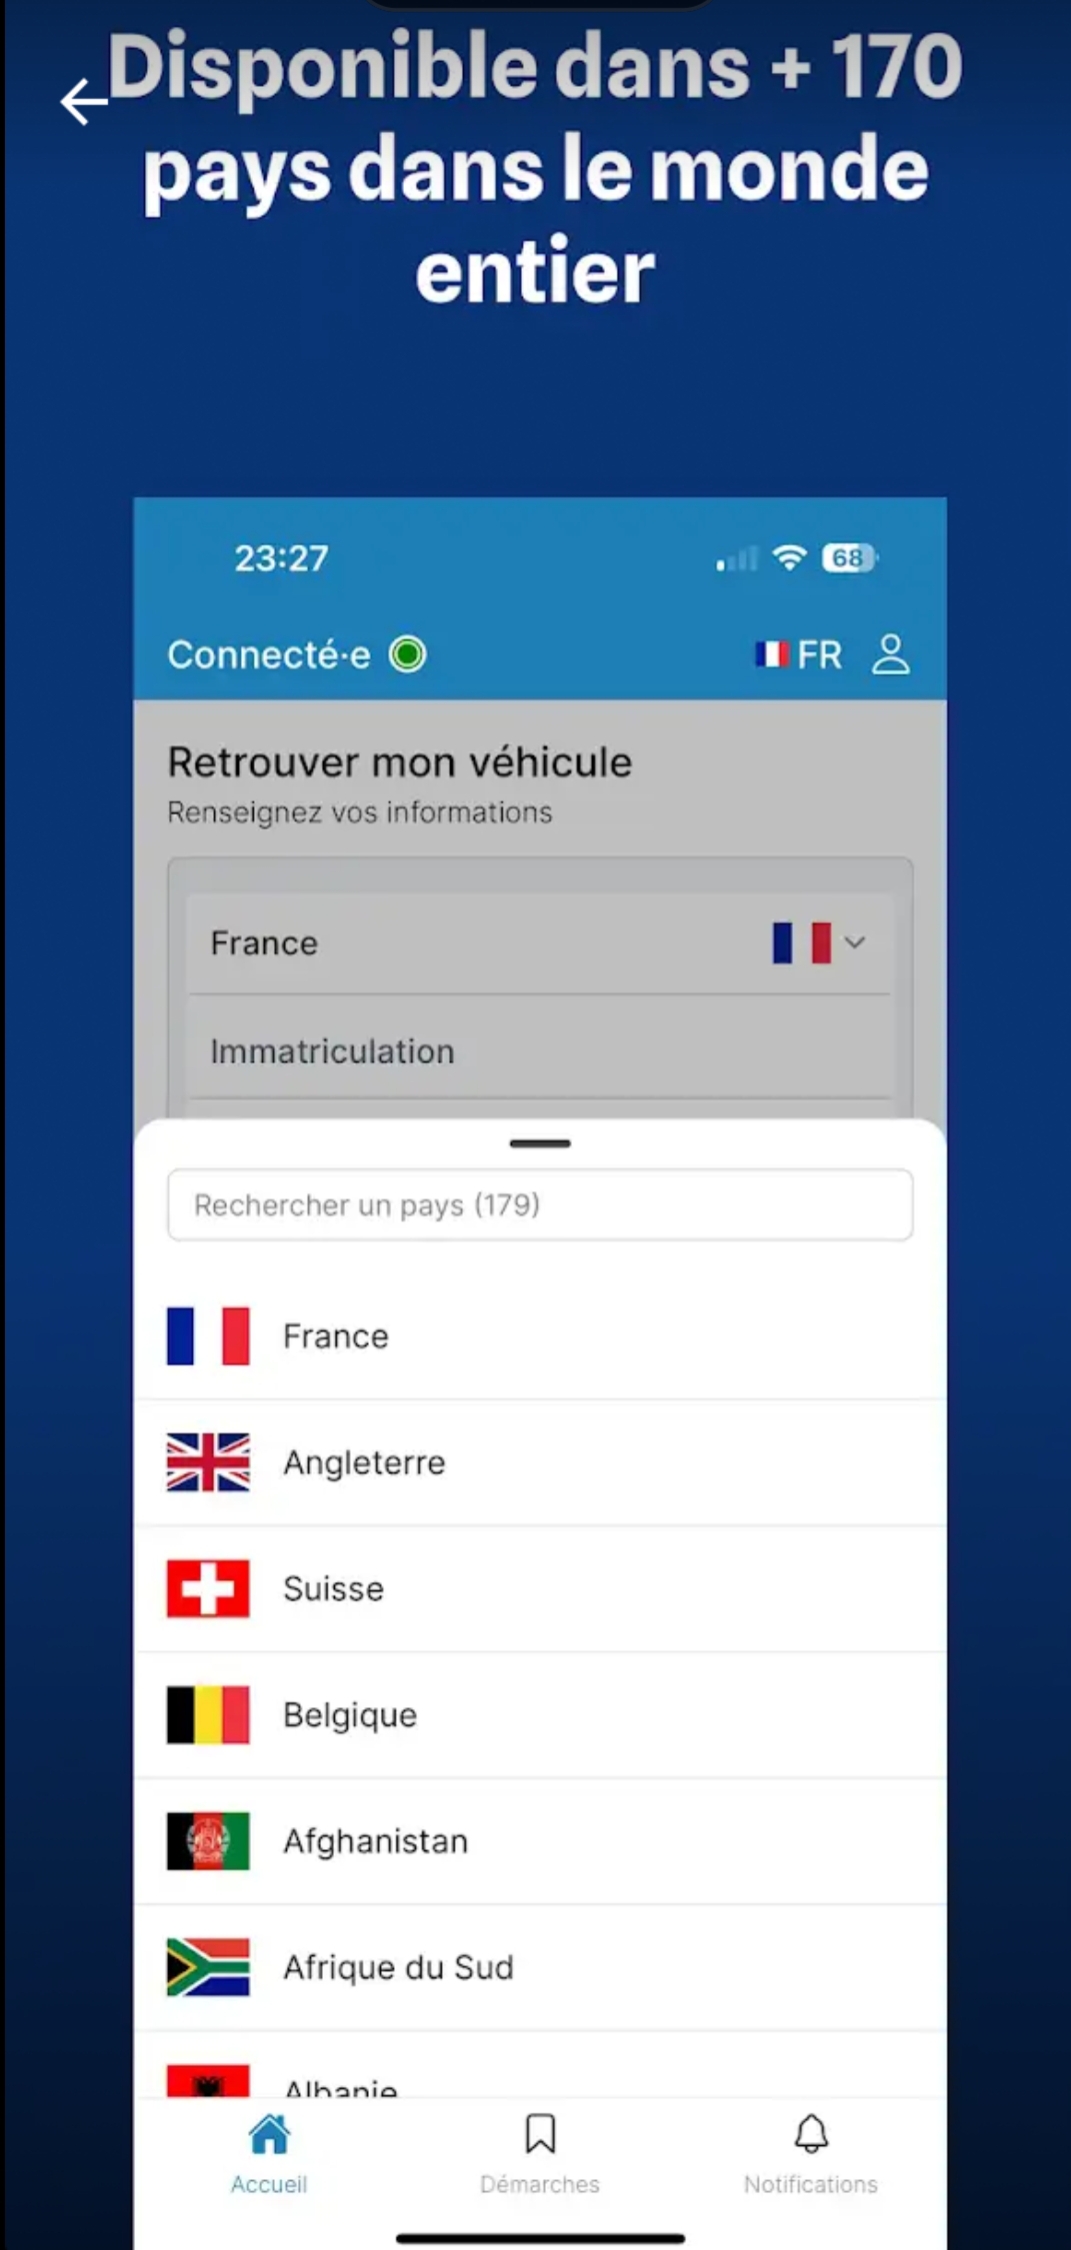 Disponible dans + 170
pays dans le monde
entier
23:27
68
Connecté·e
FR
Retrouver mon véhicule
Renseignez vos informations
France
Immatriculation
Rechercher un pays (179)
France
Angleterre
Suisse
Belgique
Afghanistan
Afrique du Sud
Albanie
Accueil
Démarches
Notifications